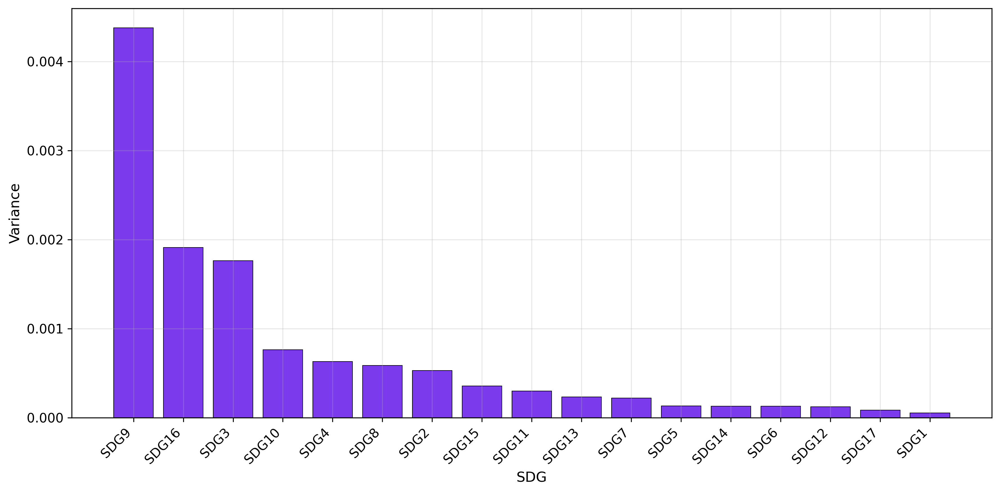 Variance
0.004
0.003
0.002
0.001
0.000
SDG9
SDG16
SDG3
SDG10
SDG4
SDG8
SDG2
SDG15
SDG11
SDG13
SDG7
SDG5
SDG14
SDG6
SDG12
SDG17
SDG1
SDG